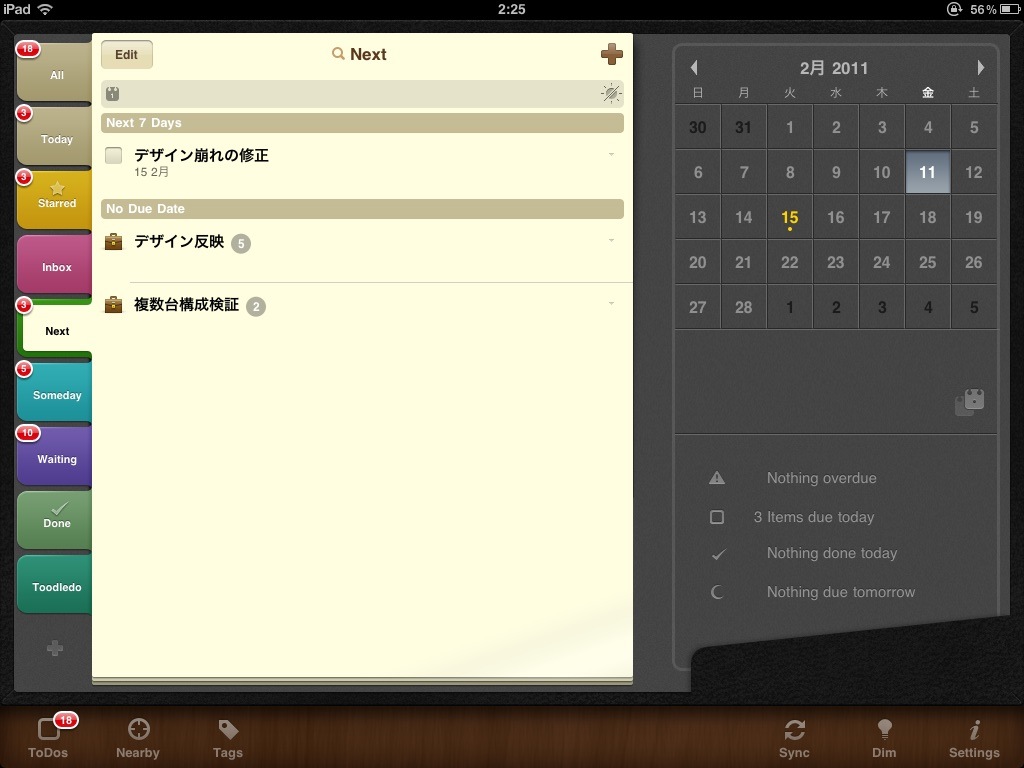 iPad 2:25 56%
18
All
3
Today
3
Starred
Inbox
3
Next
5
Someday
10
Waiting
Done
Toodledo
Edit Next
1
Next 7 Days
デザイン崩れの修正
15 2月
No Due Date
デザイン反映 5
複数台構成検証 2
2月 2011
日 月 火 水 木 金 土
30 31 1 2 3 4 5
6 7 8 9 10 11 12
13 14 15 16 17 18 19
20 21 22 23 24 25 26
27 28 1 2 3 4 5
Nothing overdue
3 Items due today
Nothing done today
Nothing due tomorrow
18
ToDos Nearby Tags Sync Dim Settings